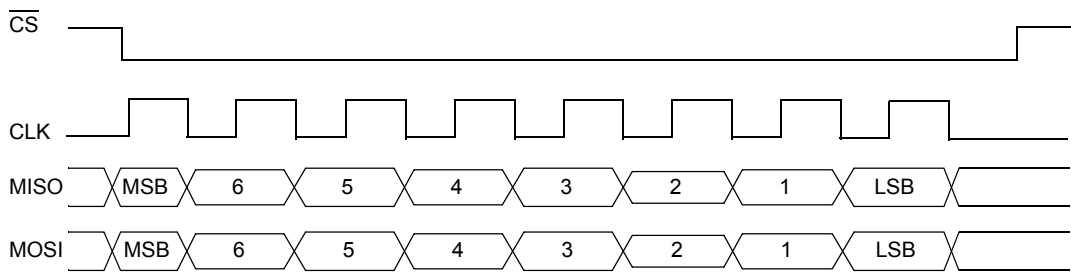 CS
CLK
MISO MSB 6 5 4 3 2 1 LSB
MOSI MSB 6 5 4 3 2 1 LSB